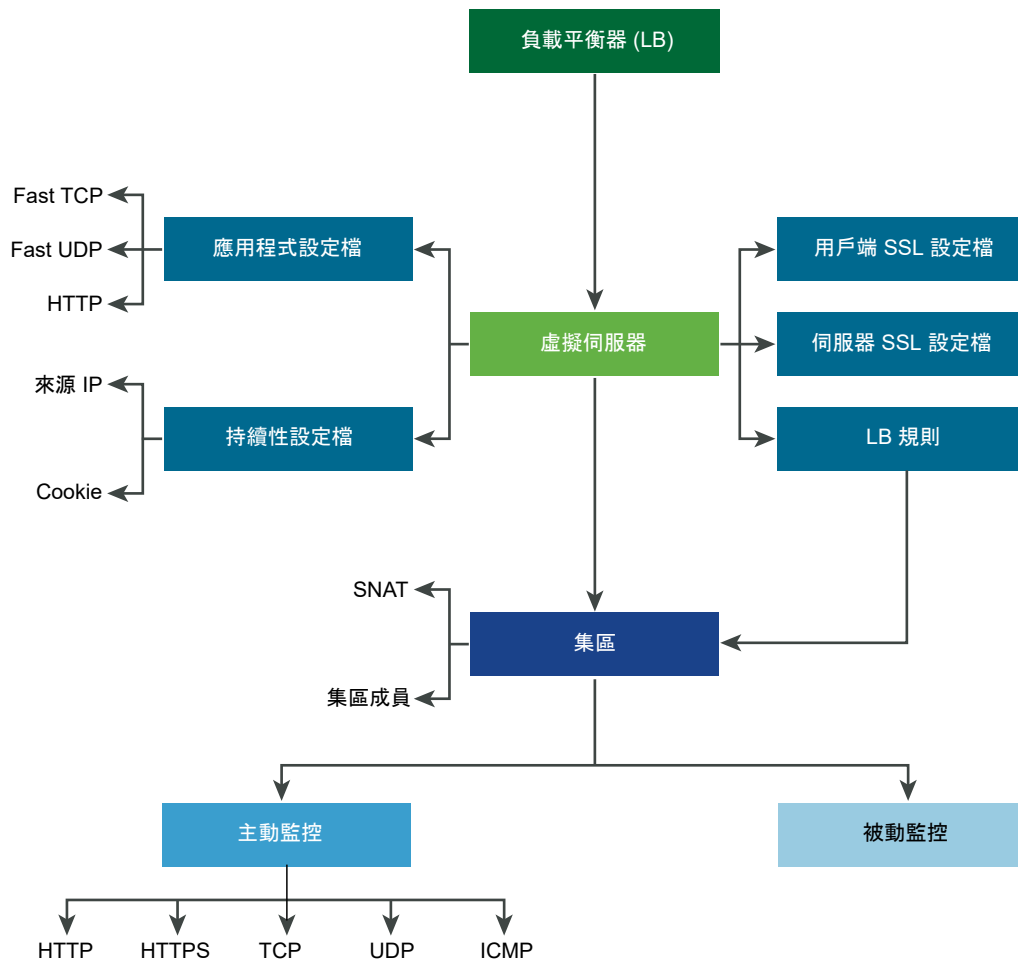 負載平衡器 (LB)
Fast TCP
Fast UDP
HTTP
應用程式設定檔
用戶端 SSL 設定檔
虛擬伺服器
伺服器 SSL 設定檔
來源 IP
Cookie
持續性設定檔
LB 規則
SNAT
集區成員
集區
主動監控
被動監控
HTTP
HTTPS
TCP
UDP
ICMP